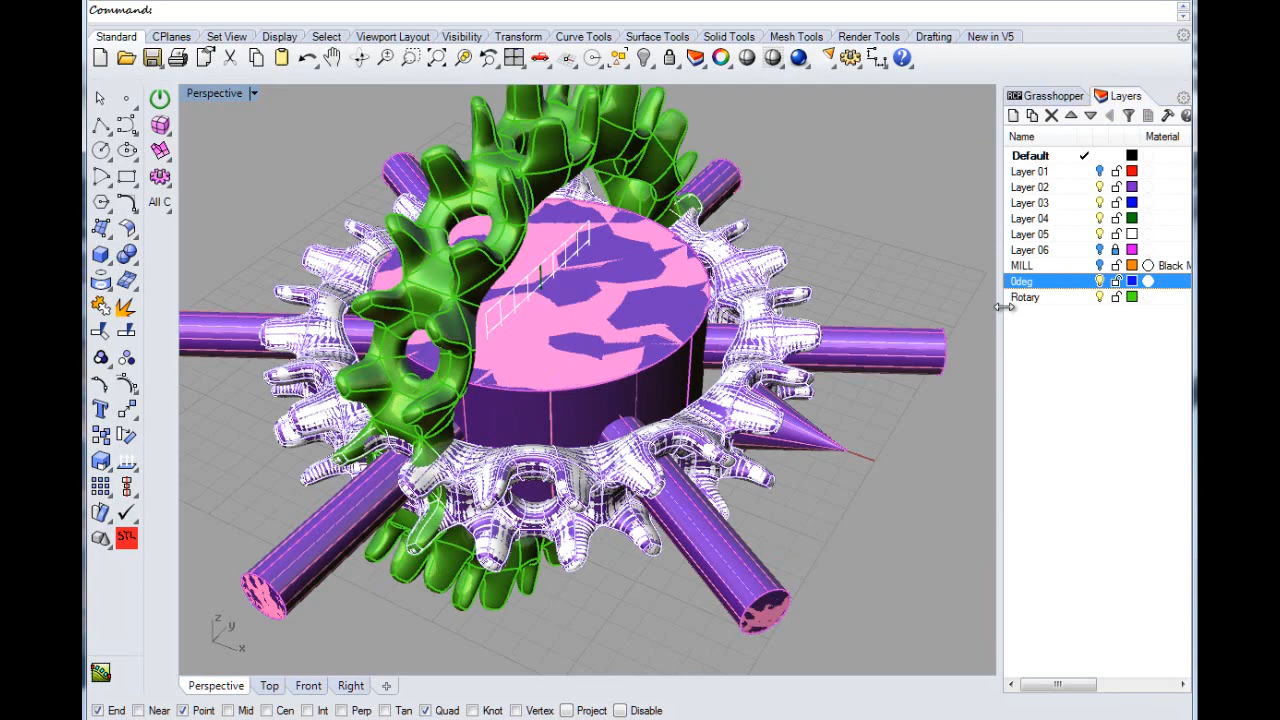 Command:
Standard CPlanes Set View Display Select Viewport Layout Visibility Transform Curve Tools Surface Tools Solid Tools Mesh Tools Render Tools Drafting New in V5
Perspective
Grasshopper Layers
All C
Name Material
Default
Layer 01
Layer 02
Layer 03
Layer 04
Layer 05
Layer 06
MILL Black M
0deg
Rotary
STL
z
y
x
Perspective Top Front Right
End Near Point Mid Cen Int Perp Tan Quad Knot Vertex Project Disable